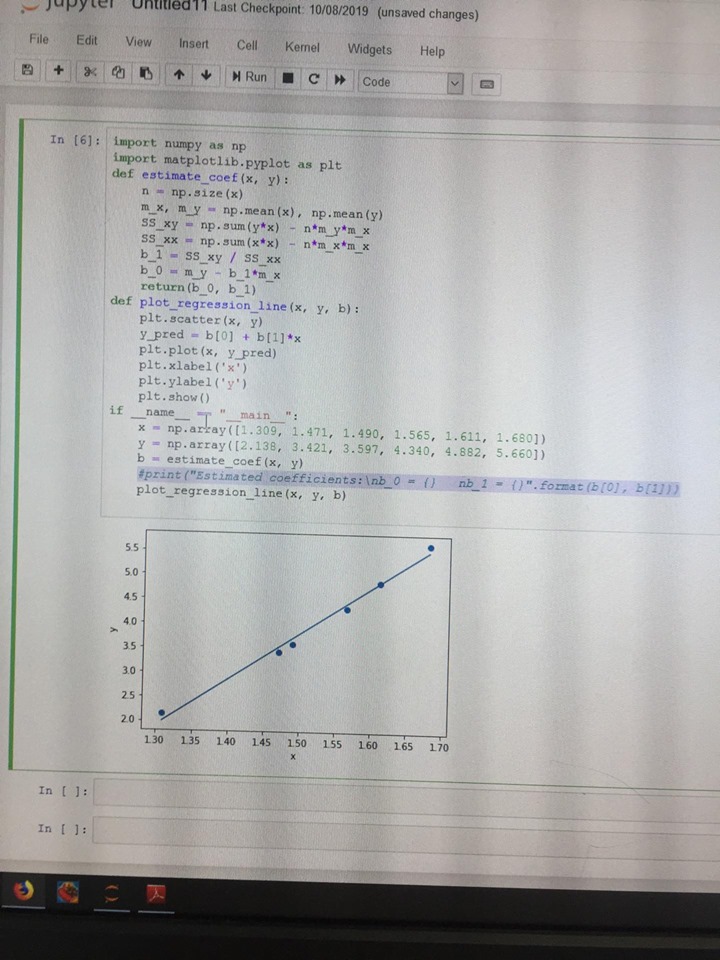 Jupyter Untitled11 Last Checkpoint: 10/08/2019 (unsaved changes)
File Edit View Insert Cell Kernel Widgets Help
Run Code
In [6]: import numpy as np
import matplotlib.pyplot as plt
def estimate_coef(x, y):
n = np.size(x)
m_x, m_y = np.mean(x), np.mean(y)
SS_xy = np.sum(y*x) - n*m_y*m_x
SS_xx = np.sum(x*x) - n*m_x*m_x
b_1 = SS_xy / SS_xx
b_0 = m_y - b_1*m_x
return(b_0, b_1)
def plot_regression_line(x, y, b):
plt.scatter(x, y)
y_pred = b[0] + b[1]*x
plt.plot(x, y_pred)
plt.xlabel('x')
plt.ylabel('y')
plt.show()
if __name__ == "__main__":
x = np.array([1.309, 1.471, 1.490, 1.565, 1.611, 1.680])
y = np.array([2.138, 3.421, 3.597, 4.340, 4.882, 5.660])
b = estimate_coef(x, y)
#print("Estimated coefficients:\nb_0 = {} nb_1 = {}".format(b[0], b[1]))
plot_regression_line(x, y, b)
5.5
5.0
4.5
4.0
y
3.5
3.0
2.5
2.0
1.30 1.35 1.40 1.45 1.50 1.55 1.60 1.65 1.70
x
In [ ]:
In [ ]: